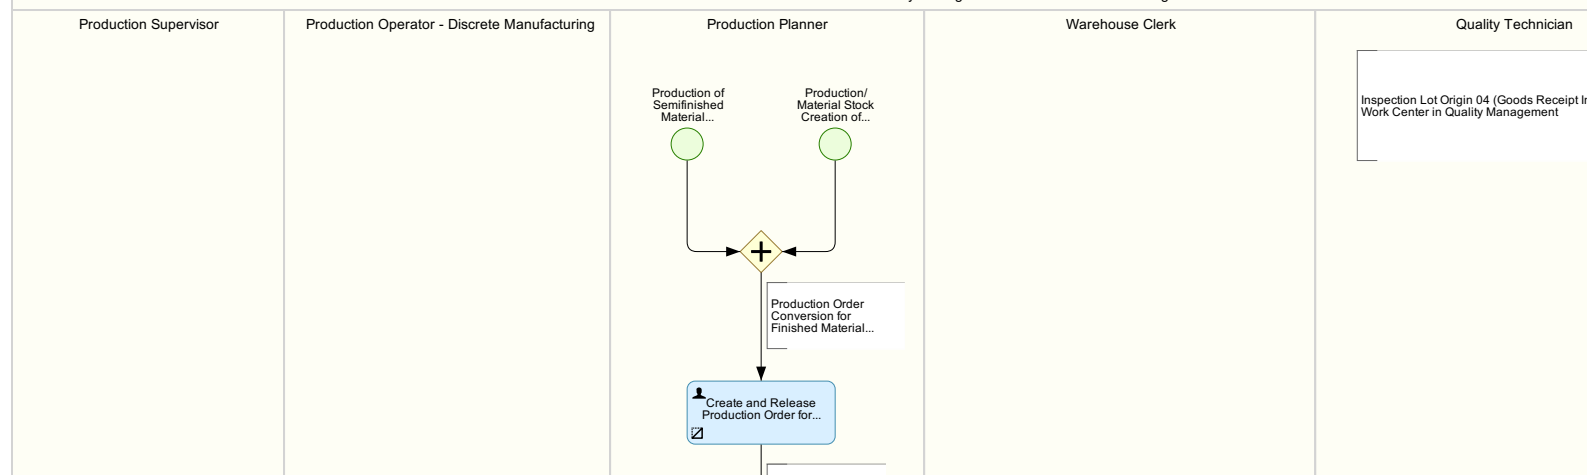 Production Supervisor
Production Operator - Discrete Manufacturing
Production Planner
Warehouse Clerk
Quality Technician
Production of
Semifinished
Material...
Production/
Material Stock
Creation of...
Inspection Lot Origin 04 (Goods Receipt
Work Center in Quality Management
Production Order
Conversion for
Finished Material...
Create and Release
Production Order for...